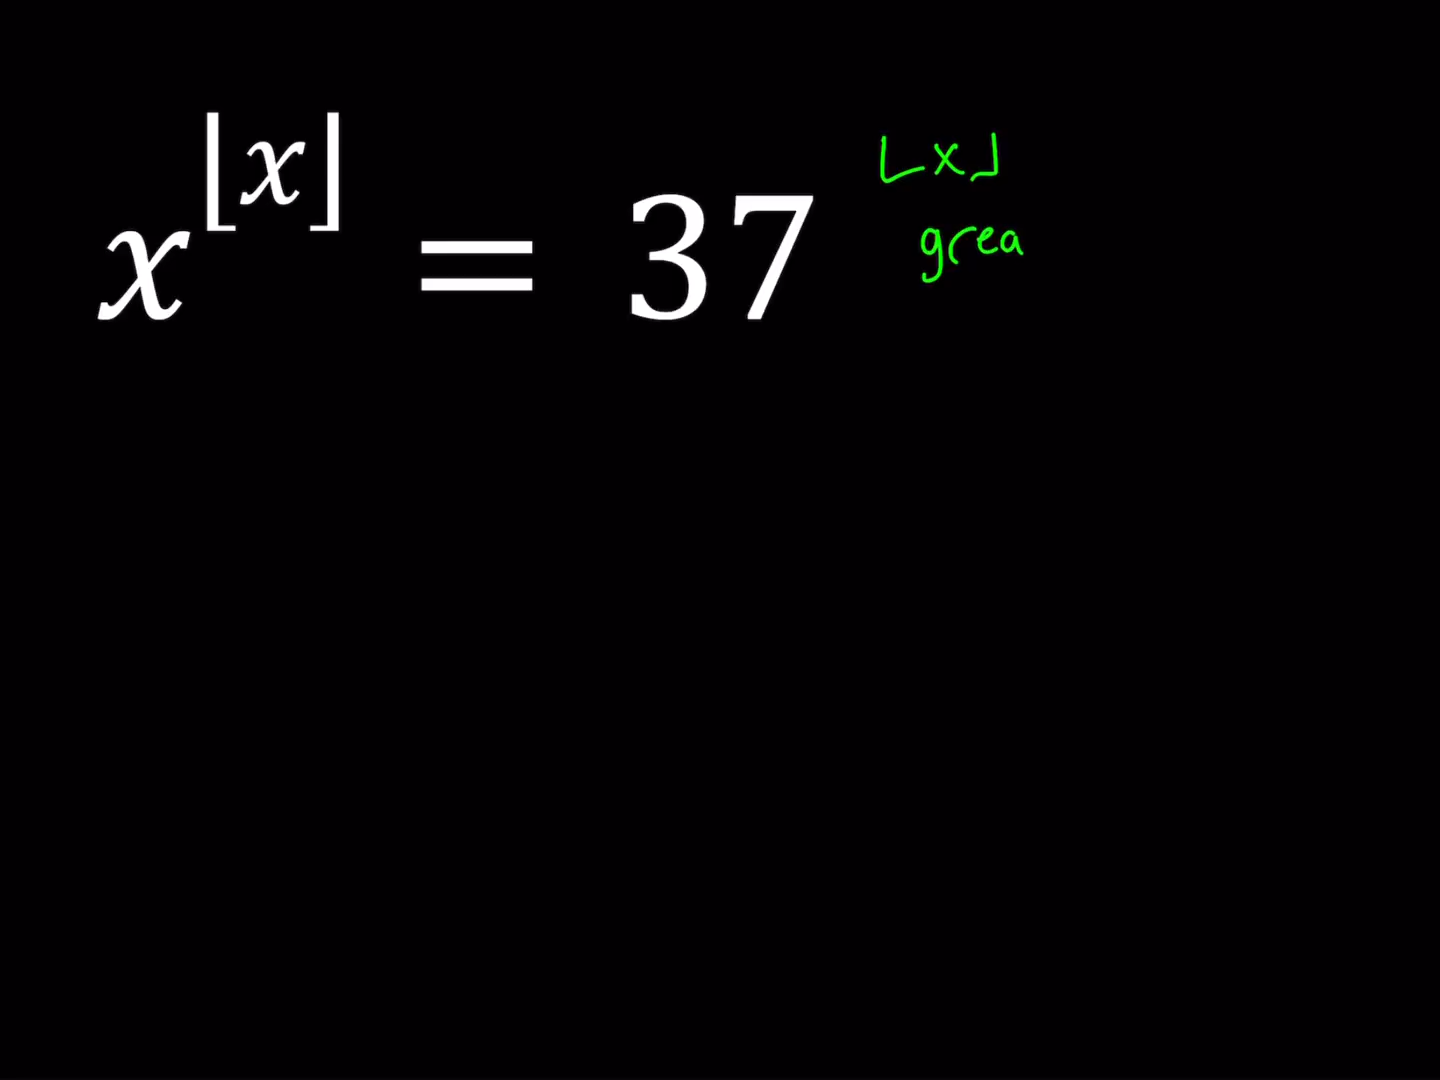 x^⌊x⌋ = 37
⌊x⌋
grea